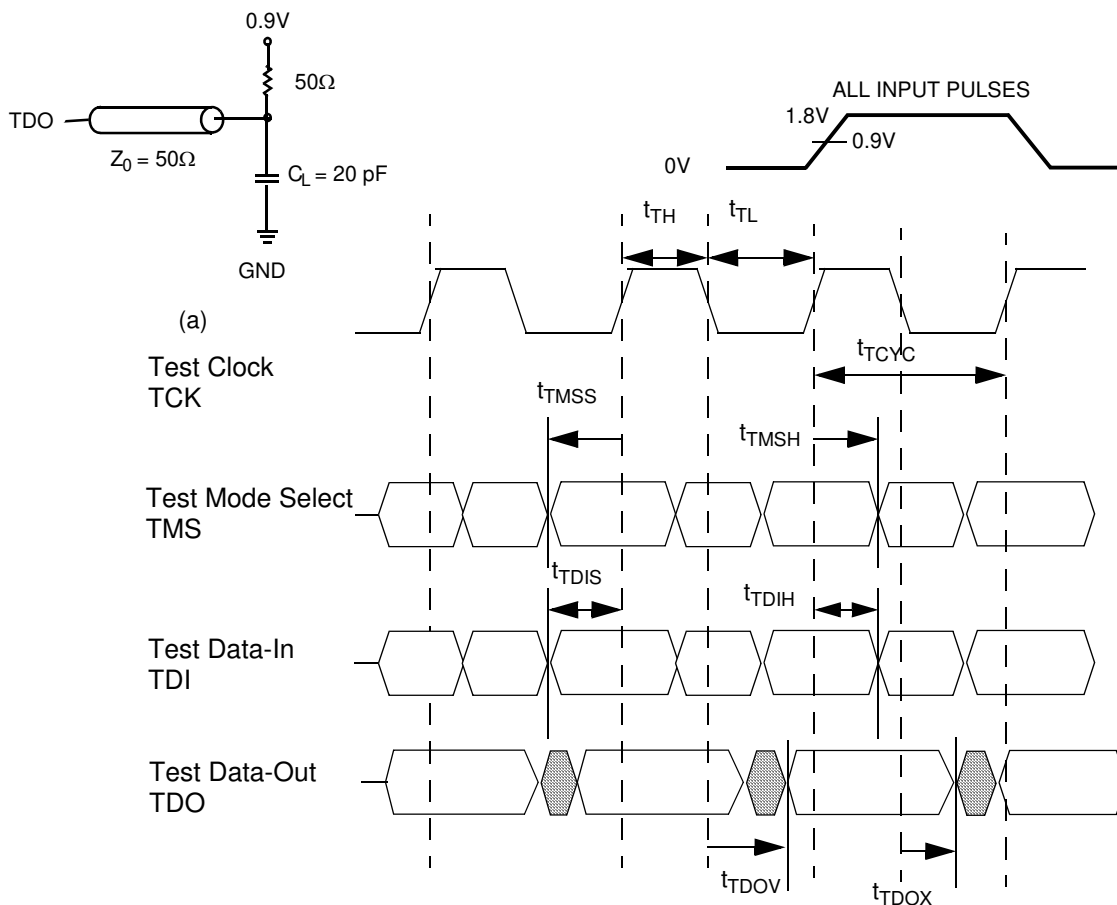 0.9V
50Ω
TDO
Z0 = 50Ω
CL = 20 pF
GND
(a)
ALL INPUT PULSES
1.8V
0.9V
0V
tTH
tTL
Test Clock
TCK
tTCYC
tTMSS
tTMSH
Test Mode Select
TMS
tTDIS
tTDIH
Test Data-In
TDI
Test Data-Out
TDO
tTDOV
tTDOX